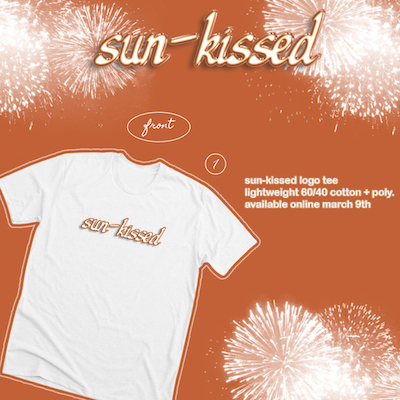 sun-kissed
front
1
sun-kissed logo tee
lightweight 60/40 cotton + poly.
available online march 9th
sun-kissed